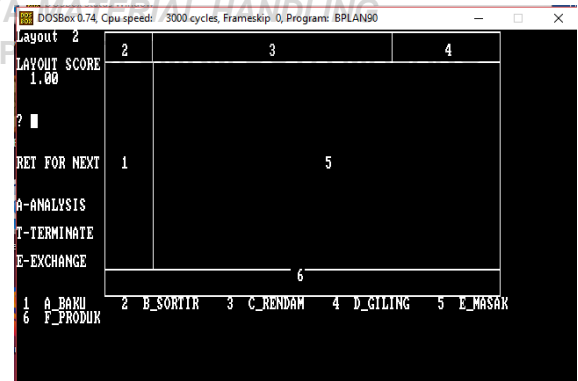 A MATERIAL HANDLING
DOSBox 0.74, Cpu speed: 3000 cycles, Frameskip 0, Program: BPLAN90
Layout 2
2 3 4
LAYOUT SCORE
1.00
?
RET FOR NEXT 1 5
A-ANALYSIS
T-TERMINATE
E-EXCHANGE
6
1 A_BAKU 2 B_SORTIR 3 C_RENDAM 4 D_GILING 5 E_MASAK
6 F_PRODUK